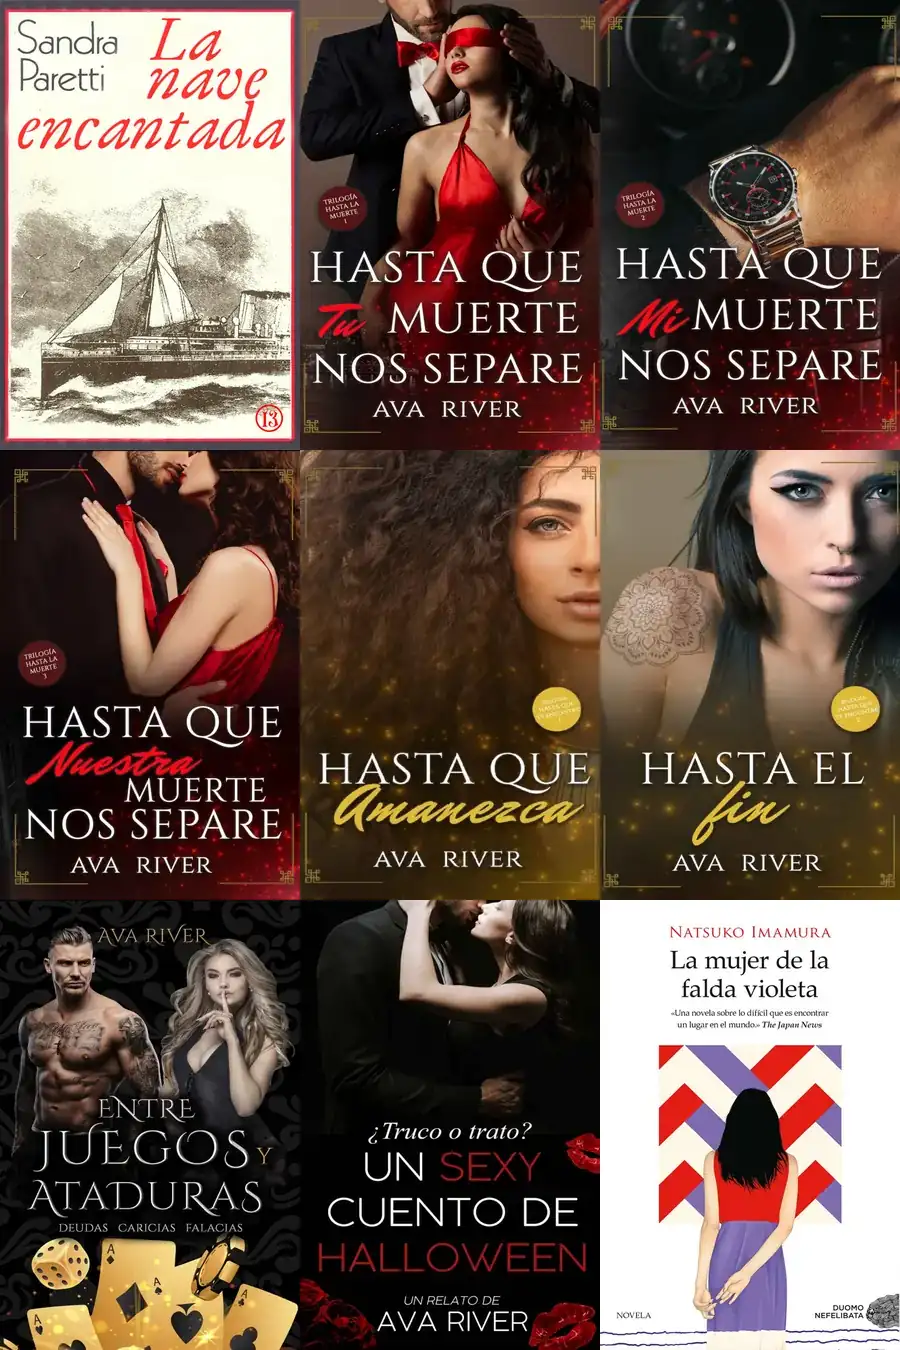 Sandra
Paretti
La
nave
encantada
13
TRILOGÍA
HASTA LA
MUERTE
1
HASTA QUE
Tu MUERTE
NOS SEPARE
AVA RIVER
TRILOGÍA
HASTA LA
MUERTE
2
HASTA QUE
Mi MUERTE
NOS SEPARE
AVA RIVER
TRILOGÍA
HASTA LA
MUERTE
3
HASTA QUE
Nuestra
MUERTE
NOS SEPARE
AVA RIVER
HASTA QUE
Amanezca
AVA RIVER
HASTA EL
fin
AVA RIVER
AVA RIVER
ENTRE
JUEGOS Y
ATADURAS
DEUDAS CARICIAS FALACIAS
A
A
A
A
¿Truco o trato?
UN SEXY
CUENTO DE
HALLOWEEN
UN RELATO DE
AVA RIVER
NATSUKO IMAMURA
La mujer de la
falda violeta
«Una novela sobre lo difícil que es encontrar
un lugar en el mundo.» The Japan News
NOVELA
DUOMO
NEFELIBATA